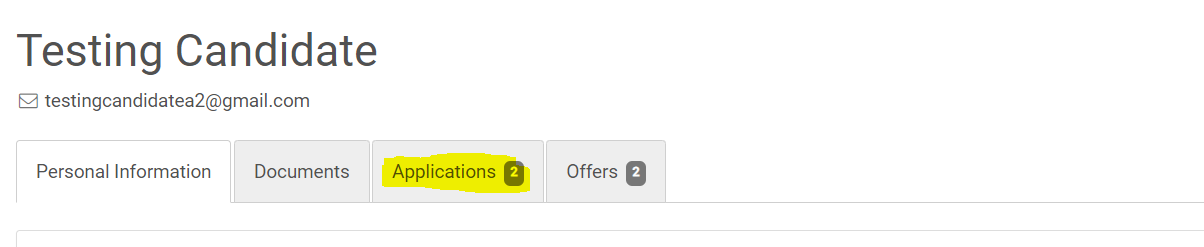 Testing Candidate
testingcandidatea2@gmail.com
Personal Information Documents Applications 2 Offers 2